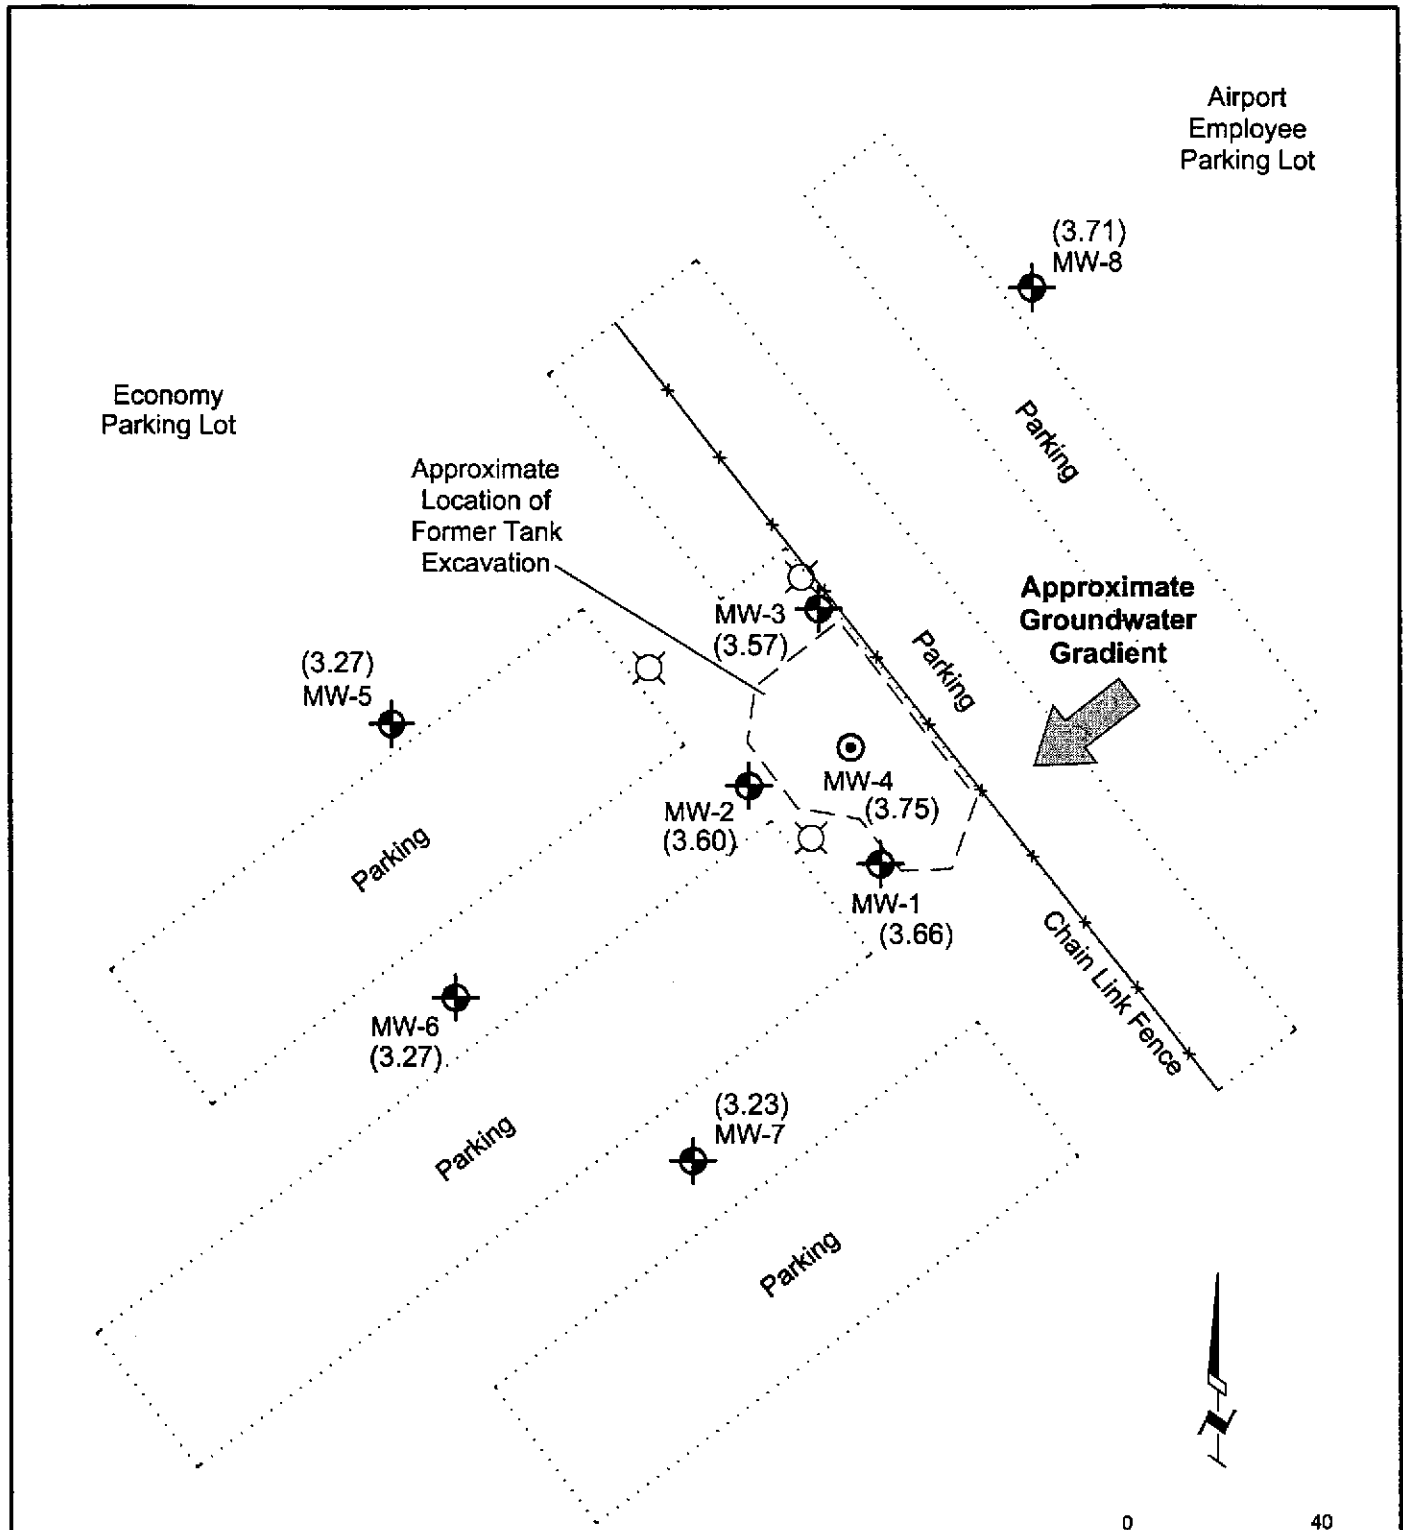 Airport
Employee
Parking Lot
(3.71)
MW-8
Economy
Parking Lot
Parking
Approximate
Location of
Former Tank
Excavation
MW-3
(3.57)
Approximate
Groundwater
Gradient
Parking
(3.27)
MW-5
MW-4
(3.75)
MW-2
(3.60)
Parking
MW-1
(3.66)
Chain Link Fence
MW-6
(3.27)
(3.23)
MW-7
Parking
Parking
N
0 40